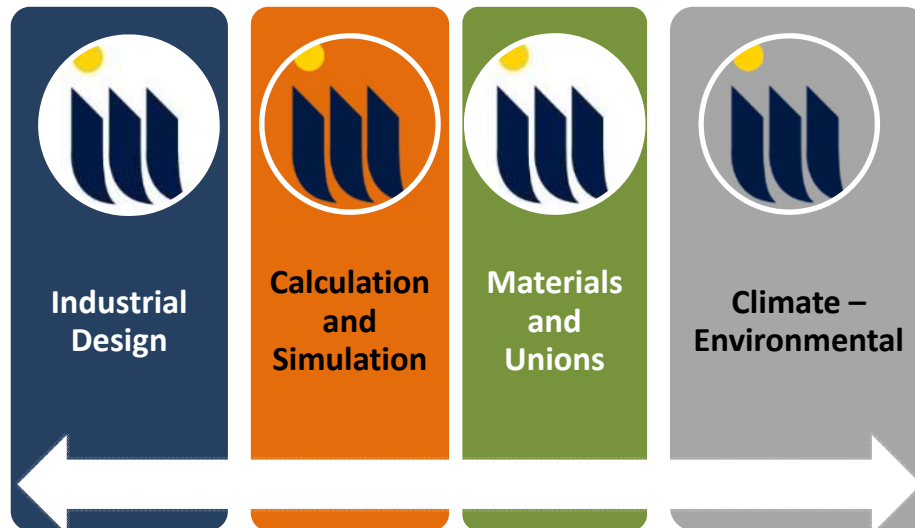 Industrial
Design
Calculation
and
Simulation
Materials
and
Unions
Climate –
Environmental